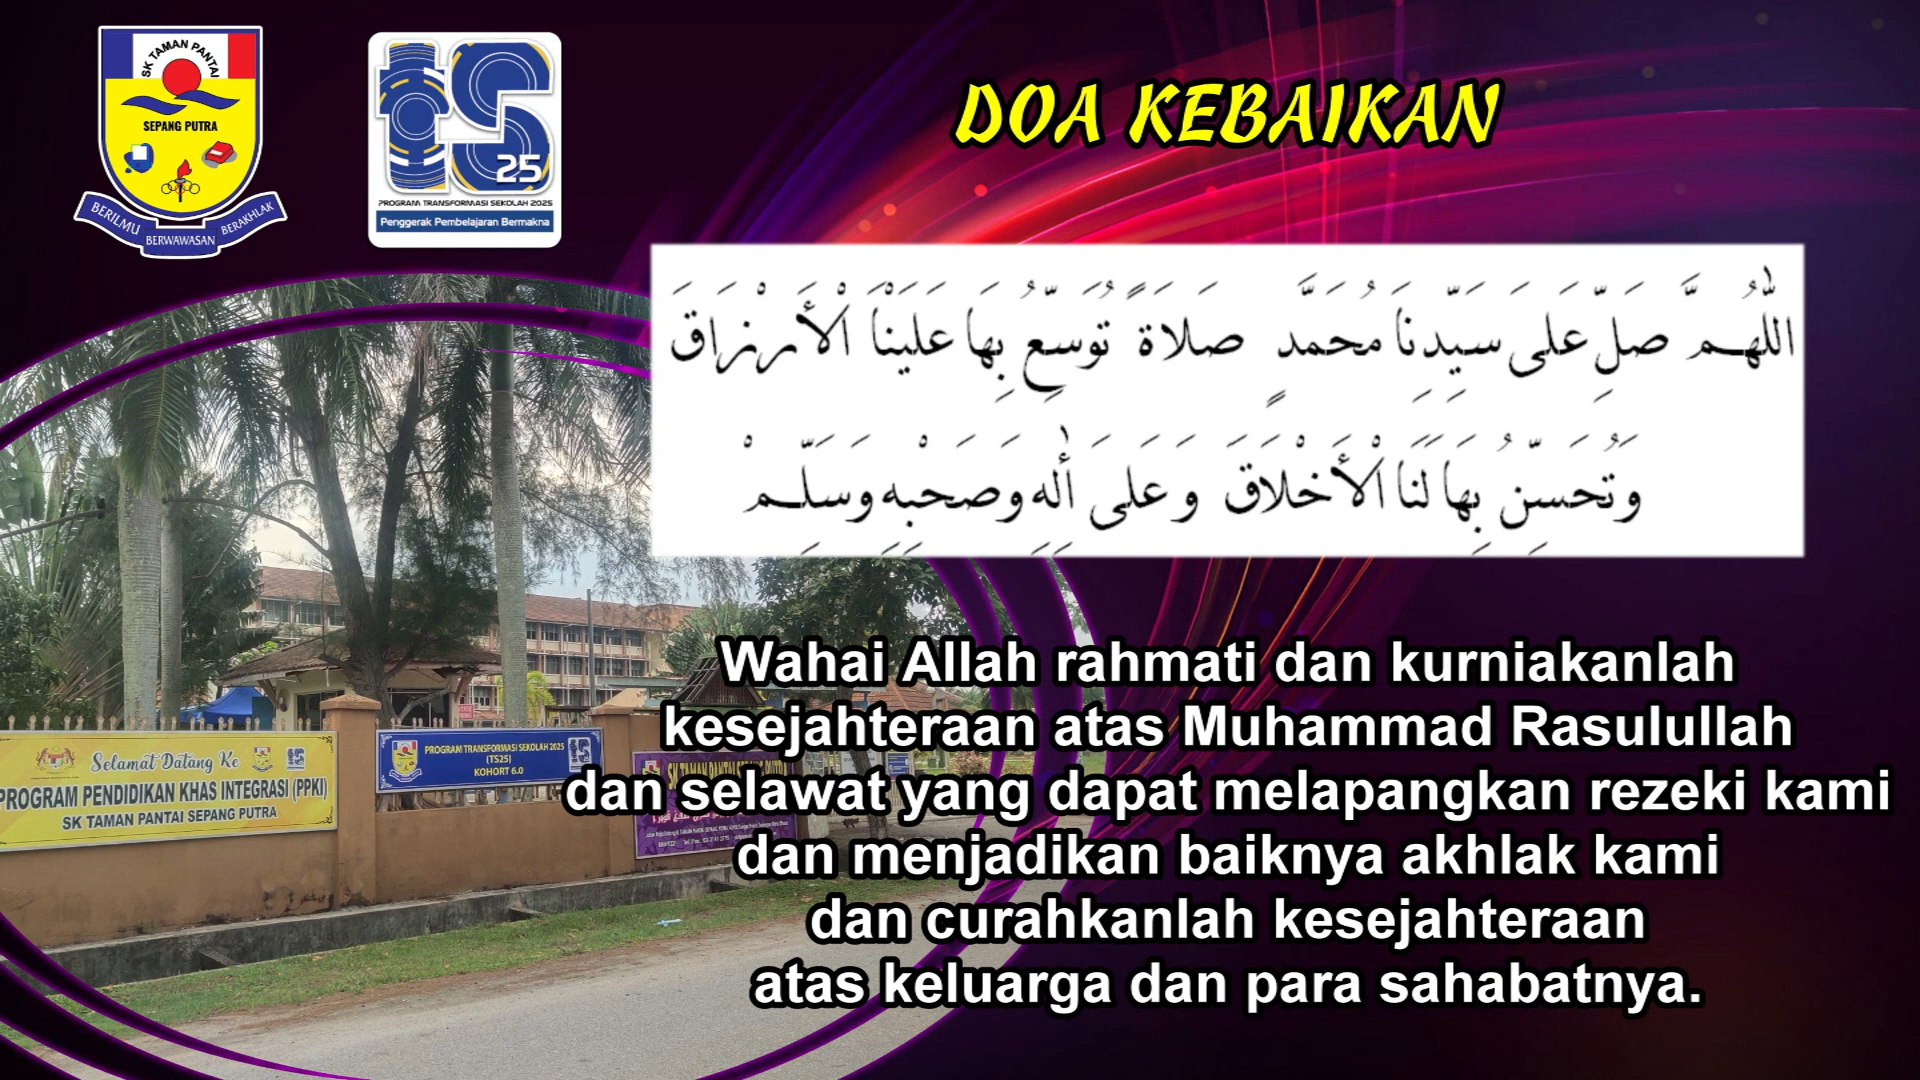 SK TAMAN PANTAI
SEPANG PUTRA
BERILMU BERWAWASAN BERAKHLAK
TS
25
PROGRAM TRANSFORMASI SEKOLAH 2025
Penggerak Pembelajaran Bermakna
DOA KEBAIKAN
اللّٰهُمَّ صَلِّ عَلَى سَيِّدِنَا مُحَمَّدٍ صَلَاةً تُوَسِّعُ بِهَا عَلَيْنَا الْأَرْزَاقَ
وَتُحَسِّنُ بِهَا لَنَا الْأَخْلَاقَ وَعَلَى أٰلِهِ وَصَحْبِهِ وَسَلِّمْ
Wahai Allah rahmati dan kurniakanlah
kesejahteraan atas Muhammad Rasulullah
dan selawat yang dapat melapangkan rezeki kami
dan menjadikan baiknya akhlak kami
dan curahkanlah kesejahteraan
atas keluarga dan para sahabatnya.
Selamat Datang Ke
PROGRAM PENDIDIKAN KHAS INTEGRASI (PPKI)
SK TAMAN PANTAI SEPANG PUTRA
PROGRAM TRANSFORMASI SEKOLAH 2025
(TS25)
KOHORT 6.0
SK TAMAN PANTAI SEPANG PUTRA